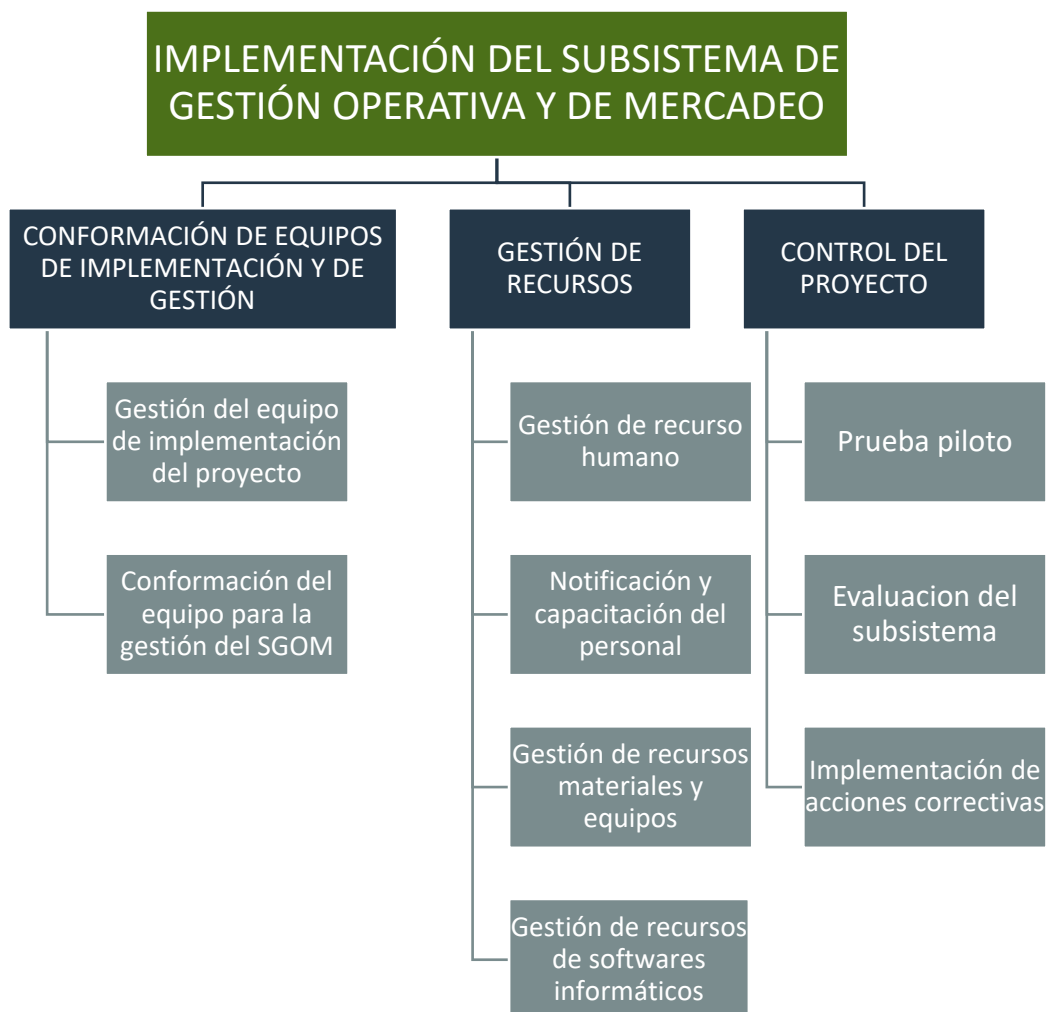 IMPLEMENTACIÓN DEL SUBSISTEMA DE
GESTIÓN OPERATIVA Y DE MERCADEO
CONFORMACIÓN DE EQUIPOS
DE IMPLEMENTACIÓN Y DE
GESTIÓN
Gestión del equipo
de implementación
del proyecto
Conformación del
equipo para la
gestión del SGOM
GESTIÓN DE
RECURSOS
Gestión de recurso
humano
Notificación y
capacitación del
personal
Gestión de recursos
materiales y
equipos
Gestión de recursos
de softwares
informáticos
CONTROL DEL
PROYECTO
Prueba piloto
Evaluacion del
subsistema
Implementación de
acciones correctivas